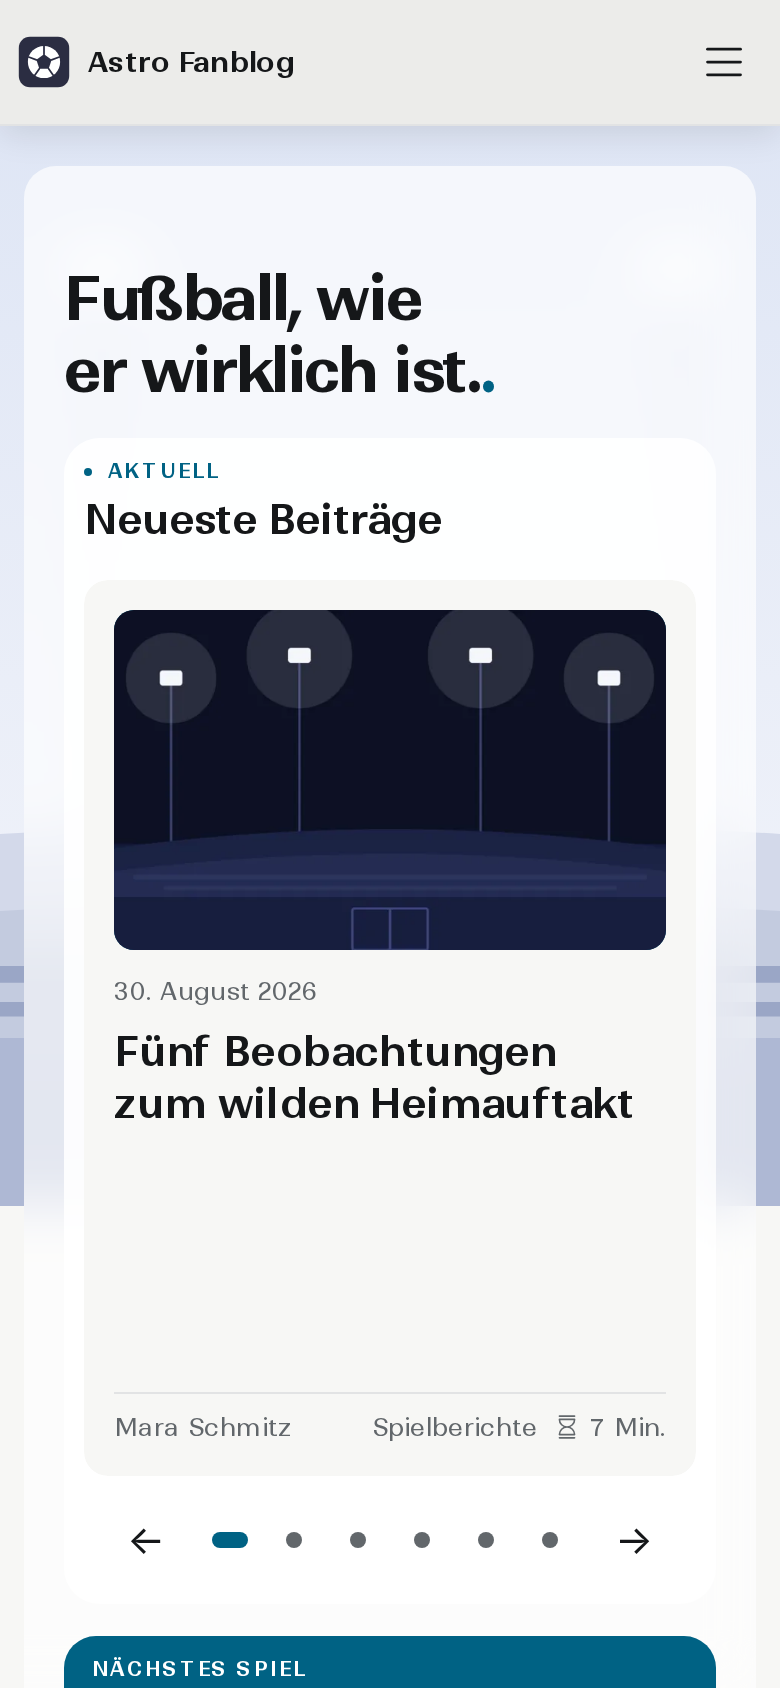 Astro Fanblog
Fußball, wie
er wirklich ist..
AKTUELL
Neueste Beiträge
30. August 2026
Fünf Beobachtungen
zum wilden Heimauftakt
Mara Schmitz Spielberichte 7 Min.
NÄCHSTES SPIEL